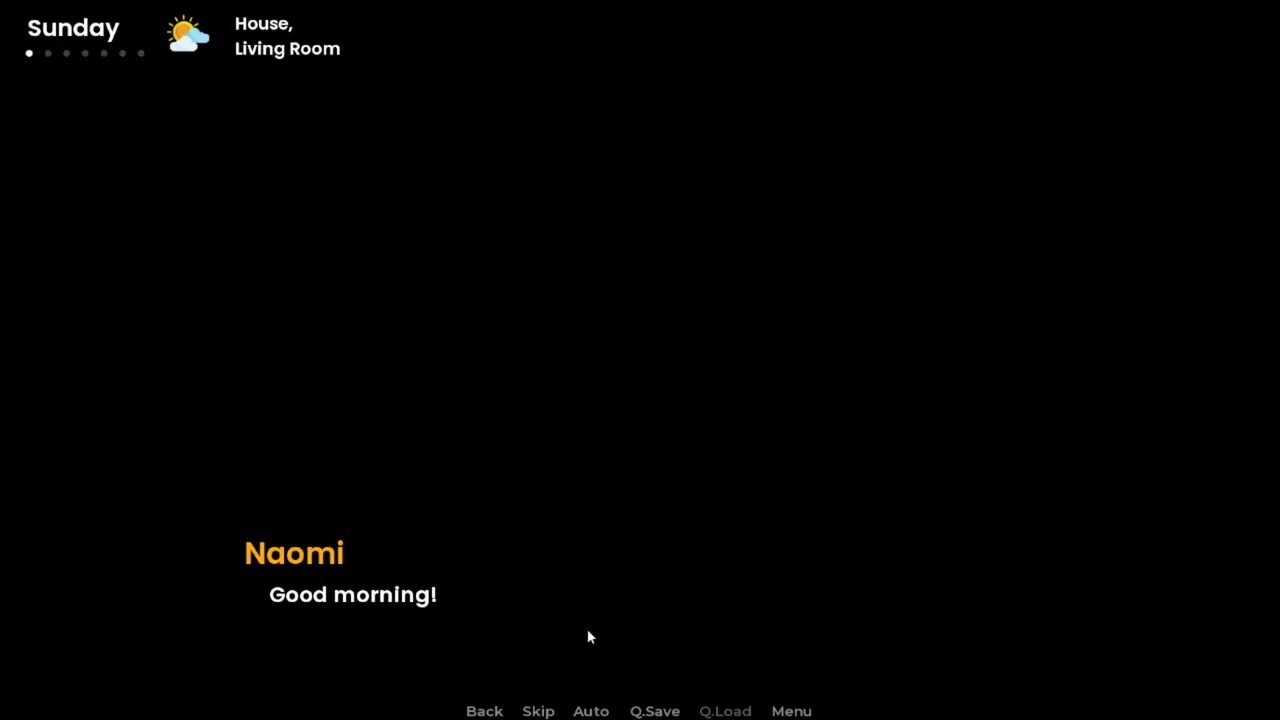 Sunday
House,
Living Room
Naomi
Good morning!
Back Skip Auto Q.Save Q.Load Menu